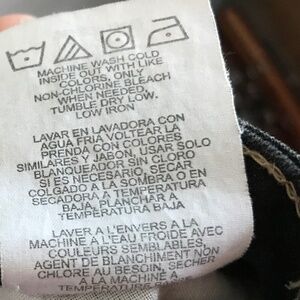 MACHINE WASH COLD
INSIDE OUT WITH LIKE
COLORS, ONLY
NON-CHLORINE BLEACH
WHEN NEEDED,
TUMBLE DRY LOW.
LOW IRON
LAVAR EN LAVADORA CON
AGUA FRIA VOLTEAR LA
PRENDA CON COLORES
SIMILARES Y JABON, USAR SOLO
BLANQUEADOR SIN CLORO
SI ES NECESARIO, SECAR
COLGADO A LA SOMBRA O EN
SECADORA A TEMPERATURA
BAJA, PLANCHAR A
TEMPERATURA BAJA
LAVER A L'ENVERS A LA
MACHINE A L'EAU FROIDE AVEC
COULEURS SEMBLABLES,
AGENT DE BLANCHIMENT NON
CHLORE AU BESOIN, SECHER
A LA MACHINE A